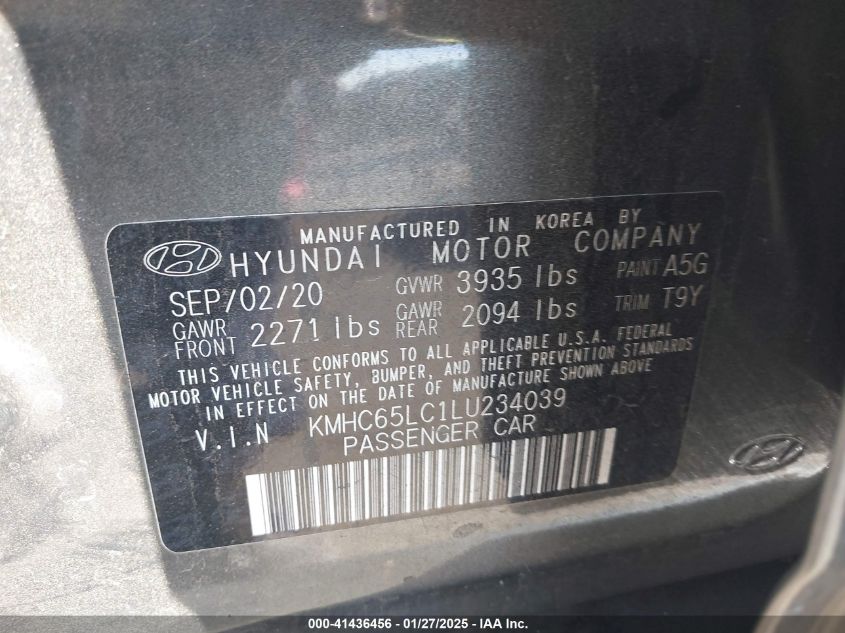 MANUFACTURED IN KOREA BY
HYUNDAI MOTOR COMPANY
SEP/02/20 GVWR 3935 lbs PAINT A5G
GAWR FRONT 2271 lbs GAWR REAR 2094 lbs TRIM T9Y
THIS VEHICLE CONFORMS TO ALL APPLICABLE U.S.A. FEDERAL
MOTOR VEHICLE SAFETY, BUMPER, AND THEFT PREVENTION STANDARDS
IN EFFECT ON THE DATE OF MANUFACTURE SHOWN ABOVE
V.I.N KMHC65LC1LU234039
PASSENGER CAR
000-41436456 - 01/27/2025 - IAA Inc.